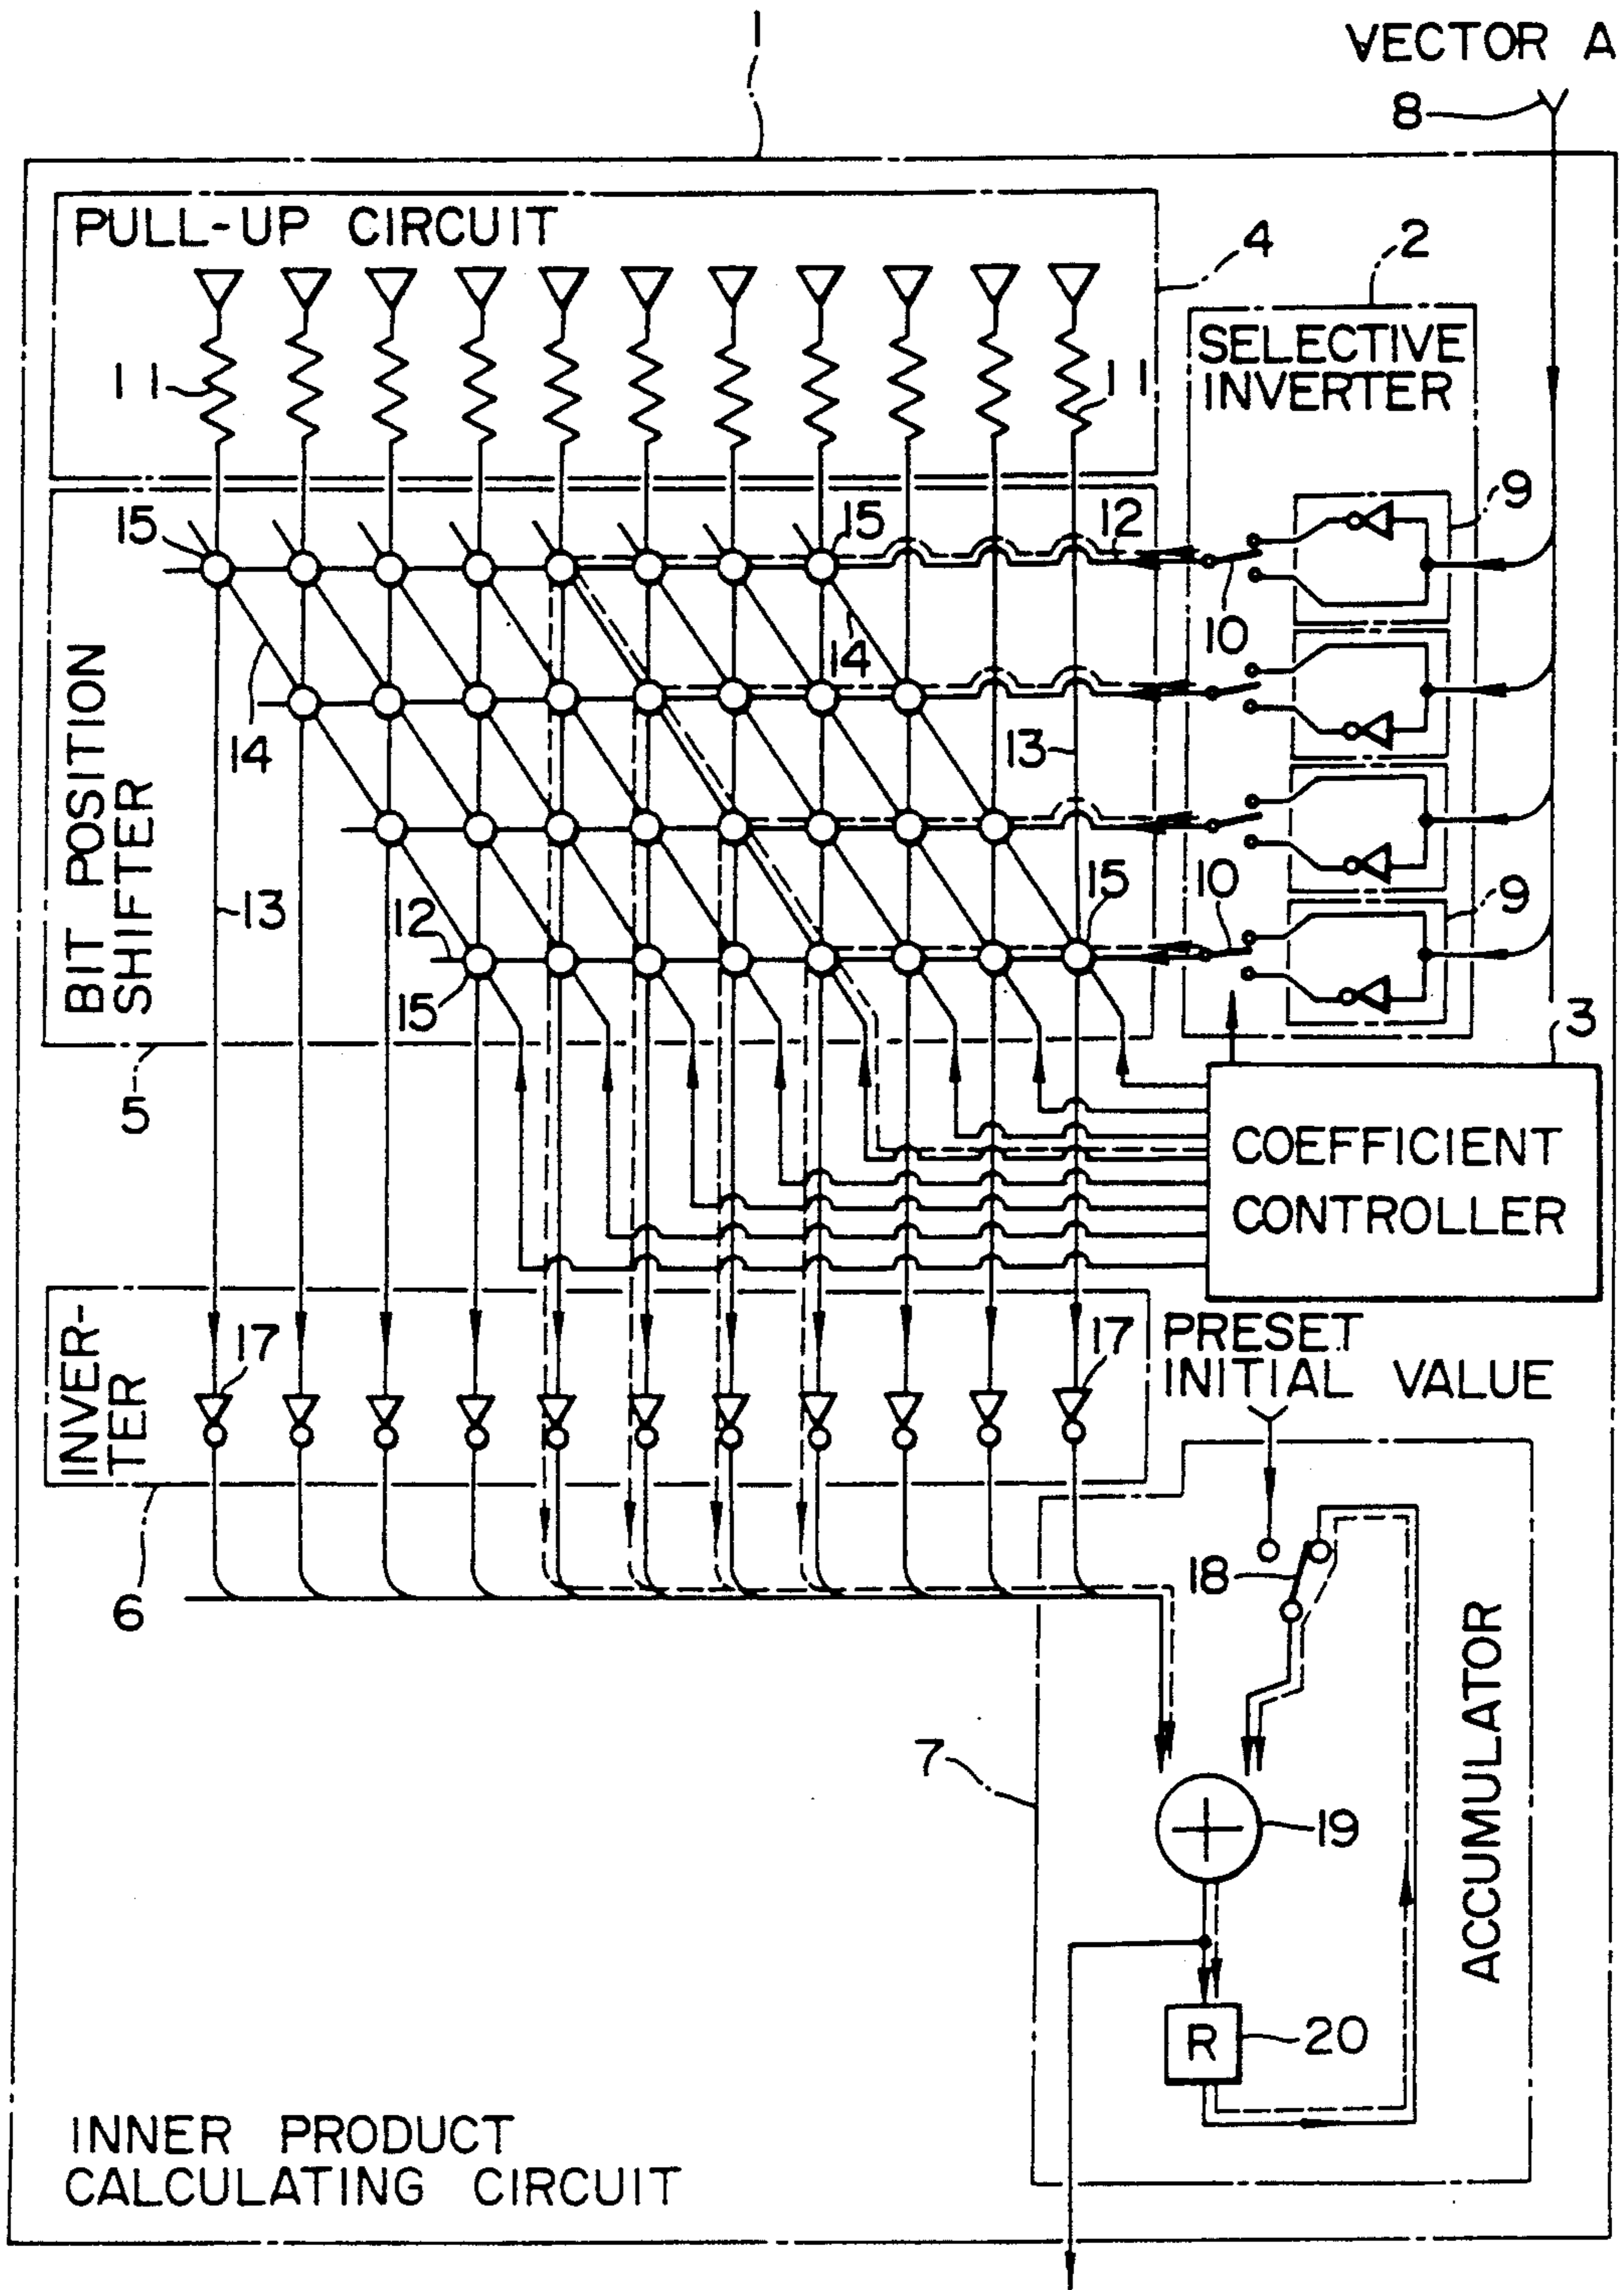 1
VECTOR A
8
PULL-UP CIRCUIT
4
2
SELECTIVE
INVERTER
11
11
9
15
15
12
10
14
14
13
BIT POSITION
SHIFTER
13
12
15
10
15
9
3
5
COEFFICIENT
CONTROLLER
INVER-
TER
17
17
PRESET
INITIAL VALUE
6
18
ACCUMULATOR
7
19
R
20
INNER PRODUCT
CALCULATING CIRCUIT